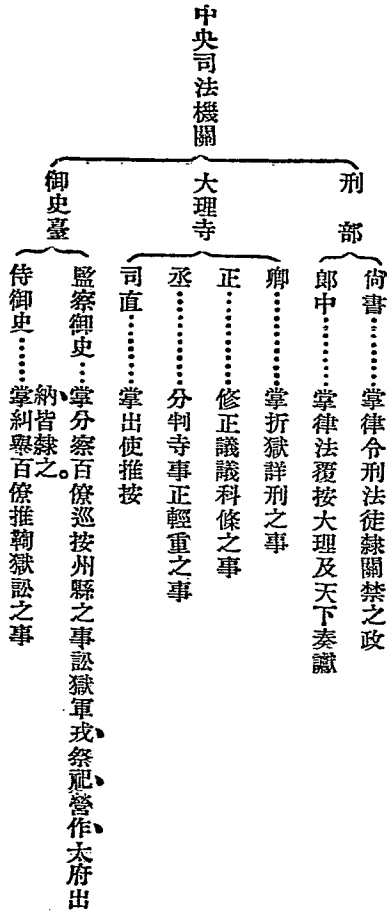 中央司法機關
刑部
尚書………掌律令刑法徒隸關禁之政
郎中………掌律法覆按大理及天下奏讞
大理寺
卿…………掌折獄詳刑之事
正…………修正議議科條之事
丞…………分判寺事正輕重之事
司直………掌出使推按
御史臺
監察御史…掌分察百僚巡按州縣之事訟獄軍戎、祭祀、營作、太府出
納、皆隸之。
侍御史……掌糾舉百僚推鞫獄訟之事